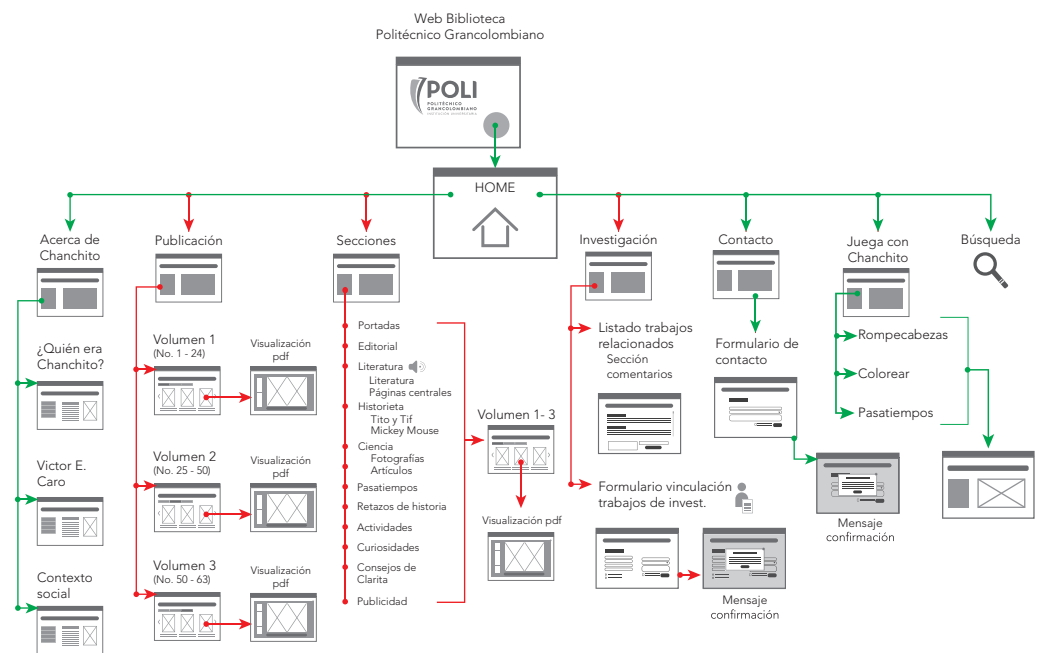 Web Biblioteca
Politécnico Grancolombiano
POLI
POLITÉCNICO
GRANCOLOMBIANO
INSTITUCIÓN UNIVERSITARIA
HOME
Acerca de
Chanchito
Publicación
Secciones
Investigación
Contacto
Juega con
Chanchito
Búsqueda
¿Quién era
Chanchito?
Victor E.
Caro
Contexto
social
Volumen 1
(No. 1 - 24)
Visualización
pdf
Volumen 2
(No. 25 - 50)
Visualización
pdf
Volumen 3
(No. 50 - 63)
Visualización
pdf
Portadas
Editorial
Literatura
Literatura
Páginas centrales
Historieta
Tito y Tif
Mickey Mouse
Ciencia
Fotografías
Artículos
Pasatiempos
Retazos de historia
Actividades
Curiosidades
Consejos de
Clarita
Publicidad
Volumen 1- 3
Visualización pdf
Listado trabajos
relacionados
Sección
comentarios
Formulario vinculación
trabajos de invest.
Mensaje
confirmación
Formulario de
contacto
Mensaje
confirmación
Rompecabezas
Colorear
Pasatiempos